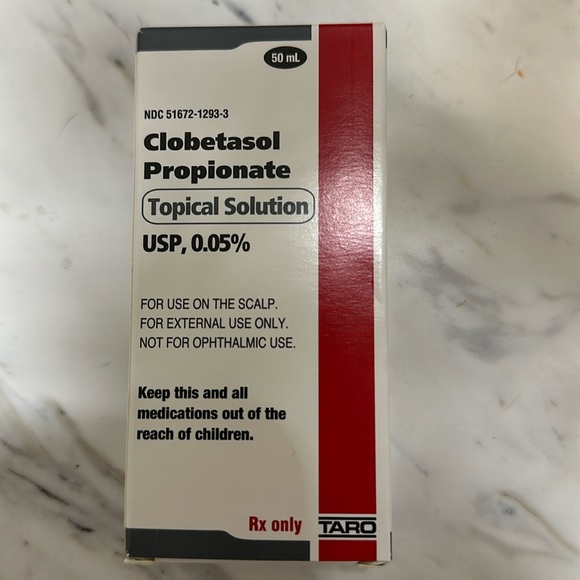 50 mL
NDC 51672-1293-3
Clobetasol
Propionate
Topical Solution
USP, 0.05%
FOR USE ON THE SCALP.
FOR EXTERNAL USE ONLY.
NOT FOR OPHTHALMIC USE.
Keep this and all
medications out of the
reach of children.
Rx only
TARO